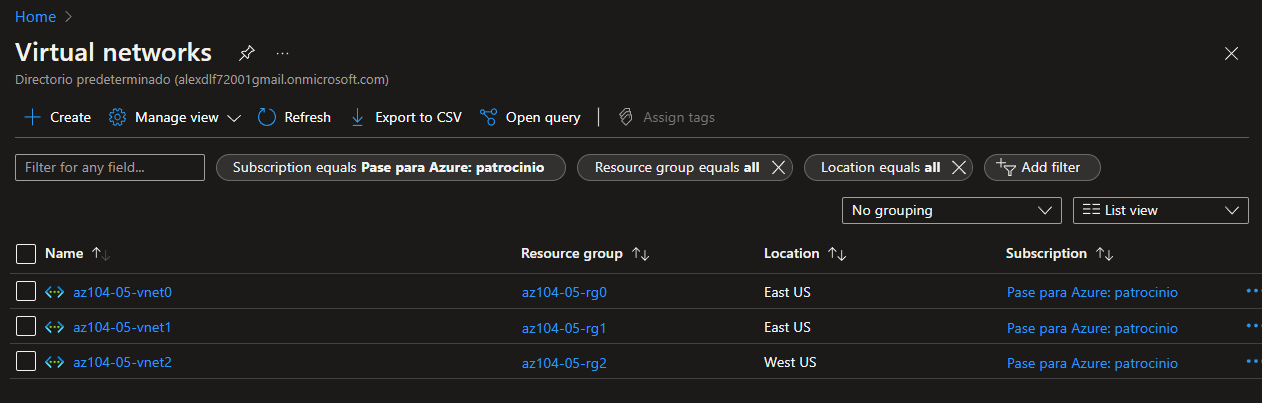 Home >
Virtual networks ...
Directorio predeterminado (alexdlf72001gmail.onmicrosoft.com)
Create Manage view Refresh Export to CSV Open query Assign tags
Filter for any field... Subscription equals Pase para Azure: patrocinio Resource group equals all Location equals all Add filter
No grouping List view
Name Resource group Location Subscription
az104-05-vnet0 az104-05-rg0 East US Pase para Azure: patrocinio
az104-05-vnet1 az104-05-rg1 East US Pase para Azure: patrocinio
az104-05-vnet2 az104-05-rg2 West US Pase para Azure: patrocinio